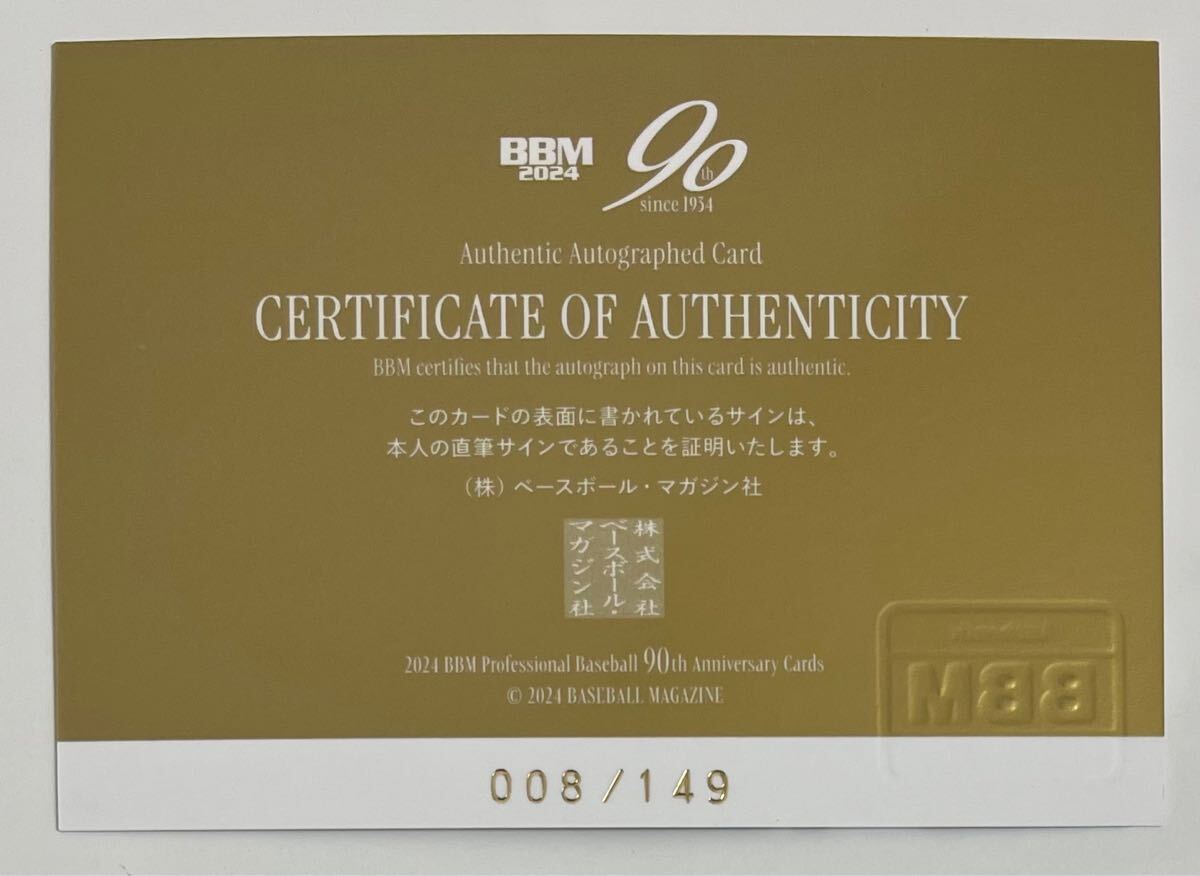 BBM
2024
90th
since 1934
Authentic Autographed Card
CERTIFICATE OF AUTHENTICITY
BBM certifies that the autograph on this card is authentic.
このカードの表面に書かれているサインは、
本人の直筆サインであることを証明いたします。
（株）ベースボール・マガジン社
株式会社
ベースボール・
マガジン社
2024 BBM Professional Baseball 90th Anniversary Cards
© 2024 BASEBALL MAGAZINE
BBM
008/149